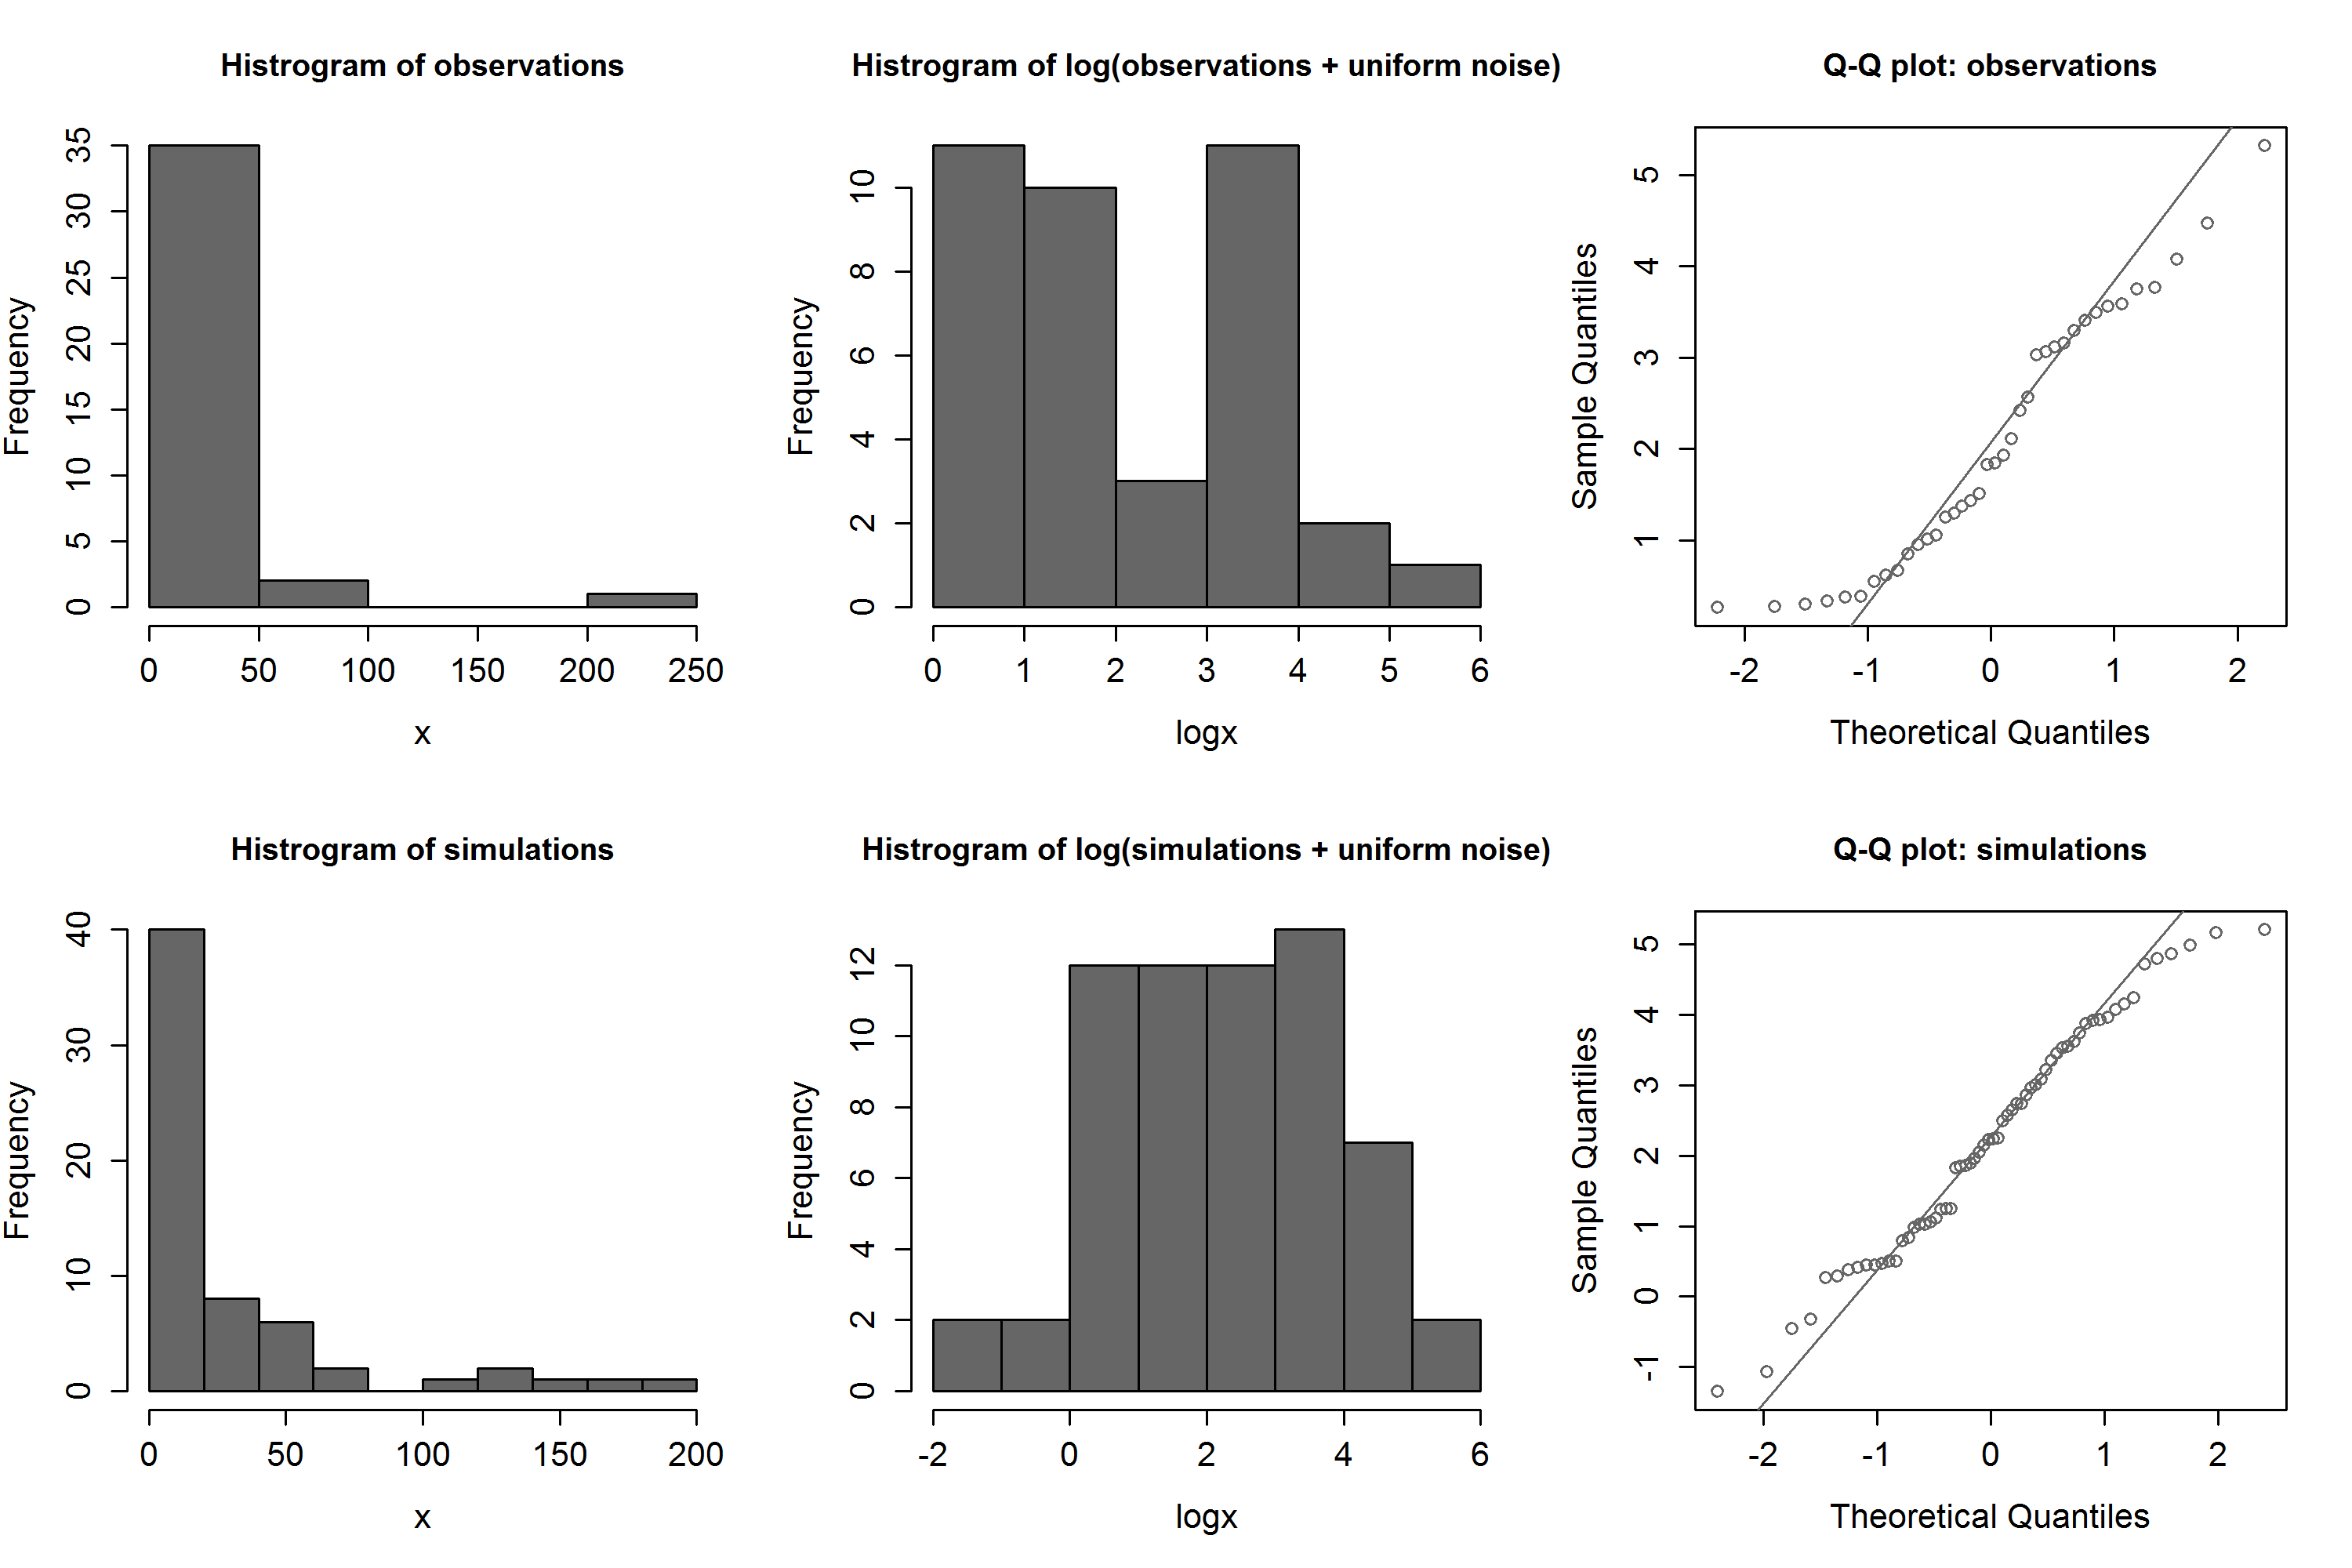 Histrogram of observations
Frequency
0 5 10 15 20 25 30 35
0 50 100 150 200 250
x
Histrogram of log(observations + uniform noise)
Frequency
0 2 4 6 8 10
0 1 2 3 4 5 6
logx
Q-Q plot: observations
Sample Quantiles
1 2 3 4 5
-2 -1 0 1 2
Theoretical Quantiles
Histrogram of simulations
Frequency
0 10 20 30 40
0 50 100 150 200
x
Histrogram of log(simulations + uniform noise)
Frequency
0 2 4 6 8 10 12
-2 0 2 4 6
logx
Q-Q plot: simulations
Sample Quantiles
-1 0 1 2 3 4 5
-2 -1 0 1 2
Theoretical Quantiles